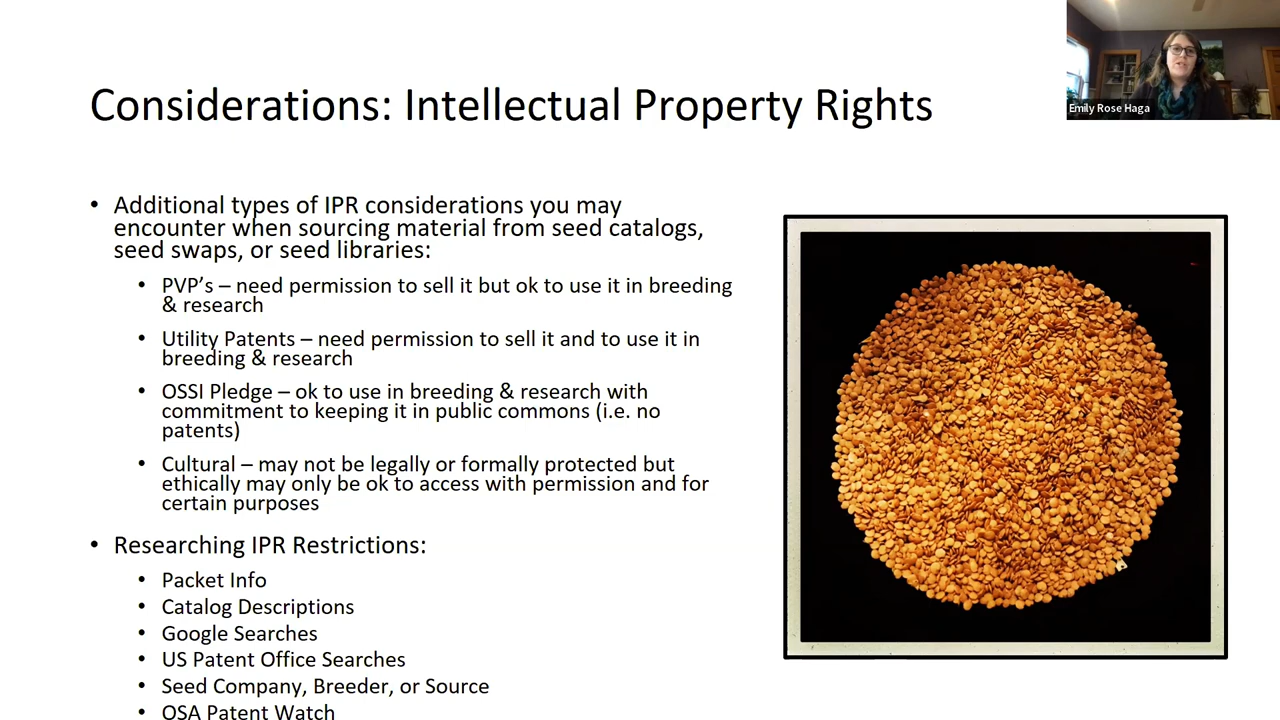 Emily Rose Haga
Considerations: Intellectual Property Rights
• Additional types of IPR considerations you may
encounter when sourcing material from seed catalogs,
seed swaps, or seed libraries:
• PVP's – need permission to sell it but ok to use it in breeding
& research
• Utility Patents – need permission to sell it and to use it in
breeding & research
• OSSI Pledge – ok to use in breeding & research with
commitment to keeping it in public commons (i.e. no
patents)
• Cultural – may not be legally or formally protected but
ethically may only be ok to access with permission and for
certain purposes
• Researching IPR Restrictions:
• Packet Info
• Catalog Descriptions
• Google Searches
• US Patent Office Searches
• Seed Company, Breeder, or Source
• OSA Patent Watch